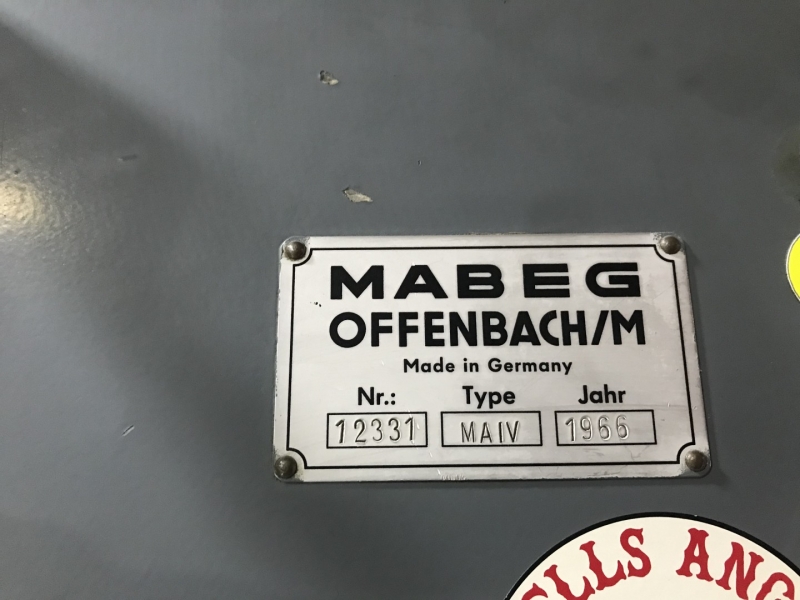 MABEG
OFFENBACH/M
Made in Germany
Nr.: Type Jahr
12331 MAIV 1966